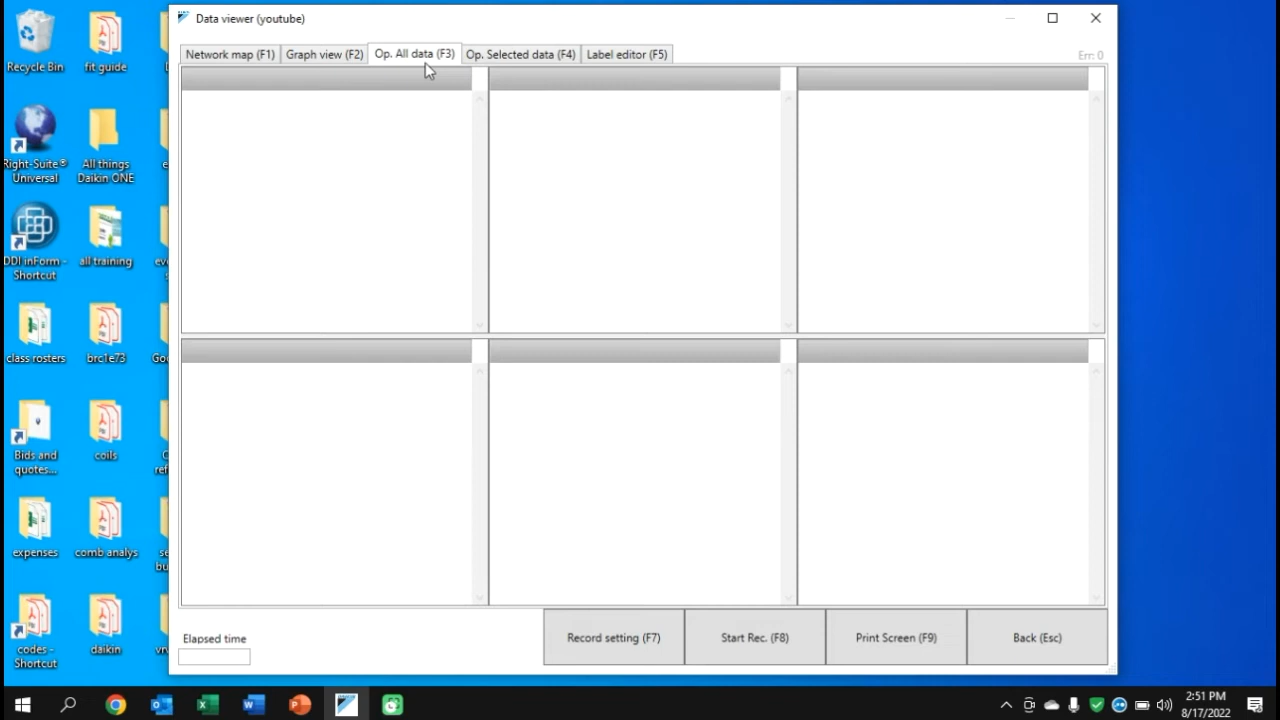 Data viewer (youtube)
Network map (F1)
Graph view (F2)
Op. All data (F3)
Op. Selected data (F4)
Label editor (F5)
Err: 0
Recycle Bin
fit guide
Right-Suite®
Universal
All things
Daikin ONE
DDI inForm -
Shortcut
all training
class rosters
brc1e73
Bids and
quotes...
coils
expenses
comb analys
codes -
Shortcut
daikin
Elapsed time
Record setting (F7)
Start Rec. (F8)
Print Screen (F9)
Back (Esc)
2:51 PM
8/17/2022